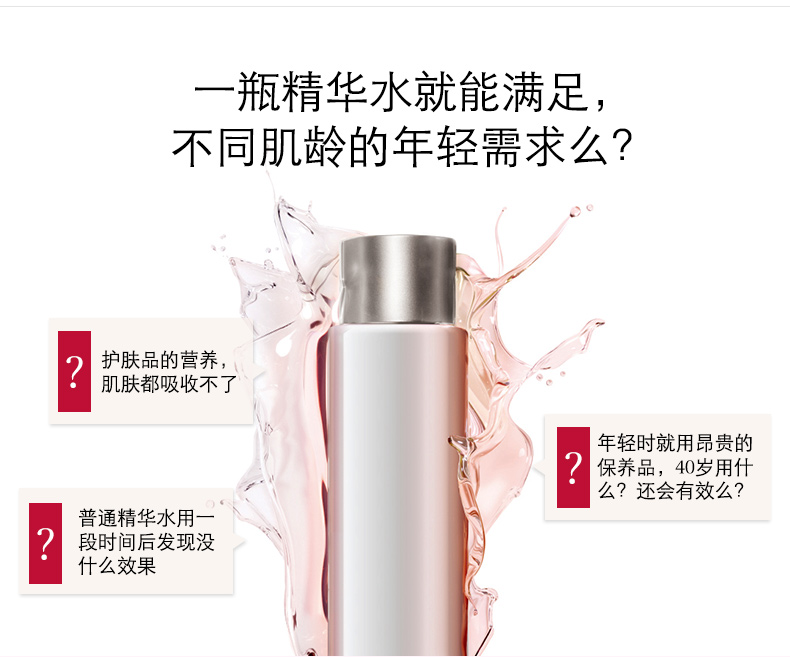 一瓶精华水就能满足，
不同肌龄的年轻需求么？
? 护肤品的营养，
肌肤都吸收不了
? 年轻时就用昂贵的
保养品，40岁用什
么？还会有效么？
? 普通精华水用一
段时间后发现没
什么效果